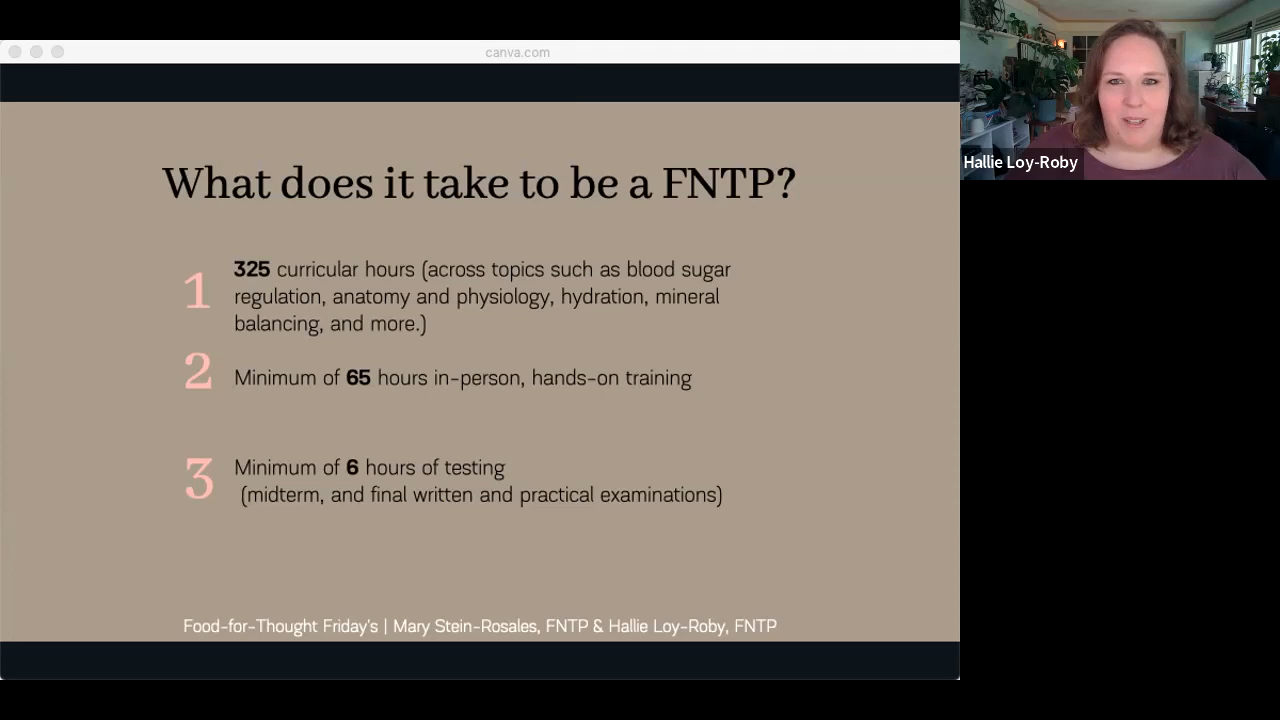 canva.com
What does it take to be a FNTP?
1
325 curricular hours (across topics such as blood sugar
regulation, anatomy and physiology, hydration, mineral
balancing, and more.)
2
Minimum of 65 hours in-person, hands-on training
3
Minimum of 6 hours of testing
(midterm, and final written and practical examinations)
Food-for-Thought Friday's | Mary Stein-Rosales, FNTP & Hallie Loy-Roby, FNTP
Hallie Loy-Roby